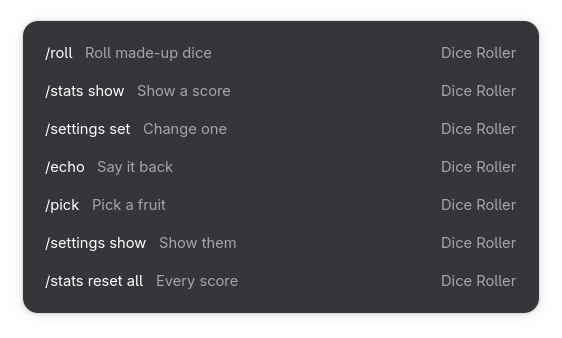 /roll Roll made-up dice Dice Roller
/stats show Show a score Dice Roller
/settings set Change one Dice Roller
/echo Say it back Dice Roller
/pick Pick a fruit Dice Roller
/settings show Show them Dice Roller
/stats reset all Every score Dice Roller